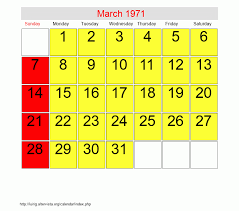 March 1971
Sunday Monday Tuesday Wednesday Thursday Friday Saturday
1 2 3 4 5 6
7 8 9 10 11 12 13
14 15 16 17 18 19 20
21 22 23 24 25 26 27
28 29 30 31